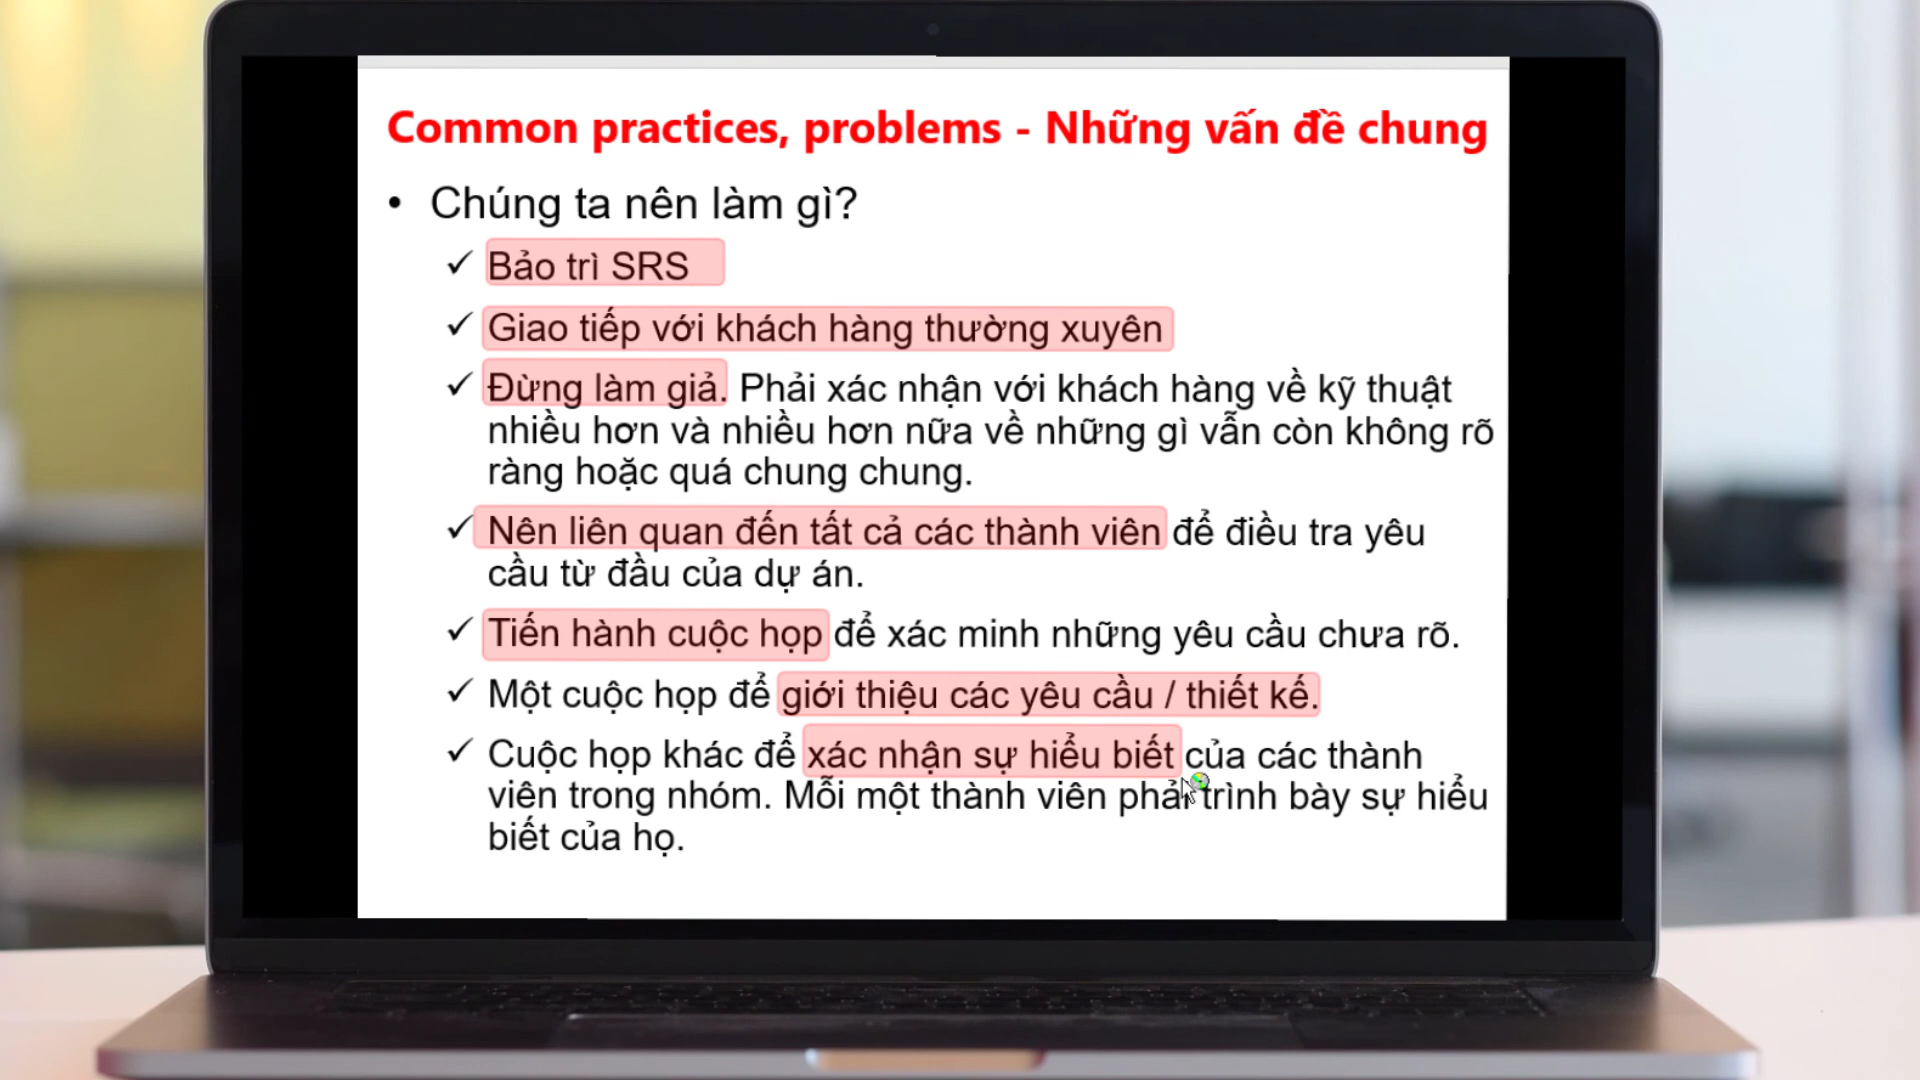 Common practices, problems - Những vấn đề chung
• Chúng ta nên làm gì?
✓ Bảo trì SRS
✓ Giao tiếp với khách hàng thường xuyên
✓ Đừng làm giả. Phải xác nhận với khách hàng về kỹ thuật
nhiều hơn và nhiều hơn nữa về những gì vẫn còn không rõ
ràng hoặc quá chung chung.
✓ Nên liên quan đến tất cả các thành viên để điều tra yêu
cầu từ đầu của dự án.
✓ Tiến hành cuộc họp để xác minh những yêu cầu chưa rõ.
✓ Một cuộc họp để giới thiệu các yêu cầu / thiết kế.
✓ Cuộc họp khác để xác nhận sự hiểu biết của các thành
viên trong nhóm. Mỗi một thành viên phải trình bày sự hiểu
biết của họ.